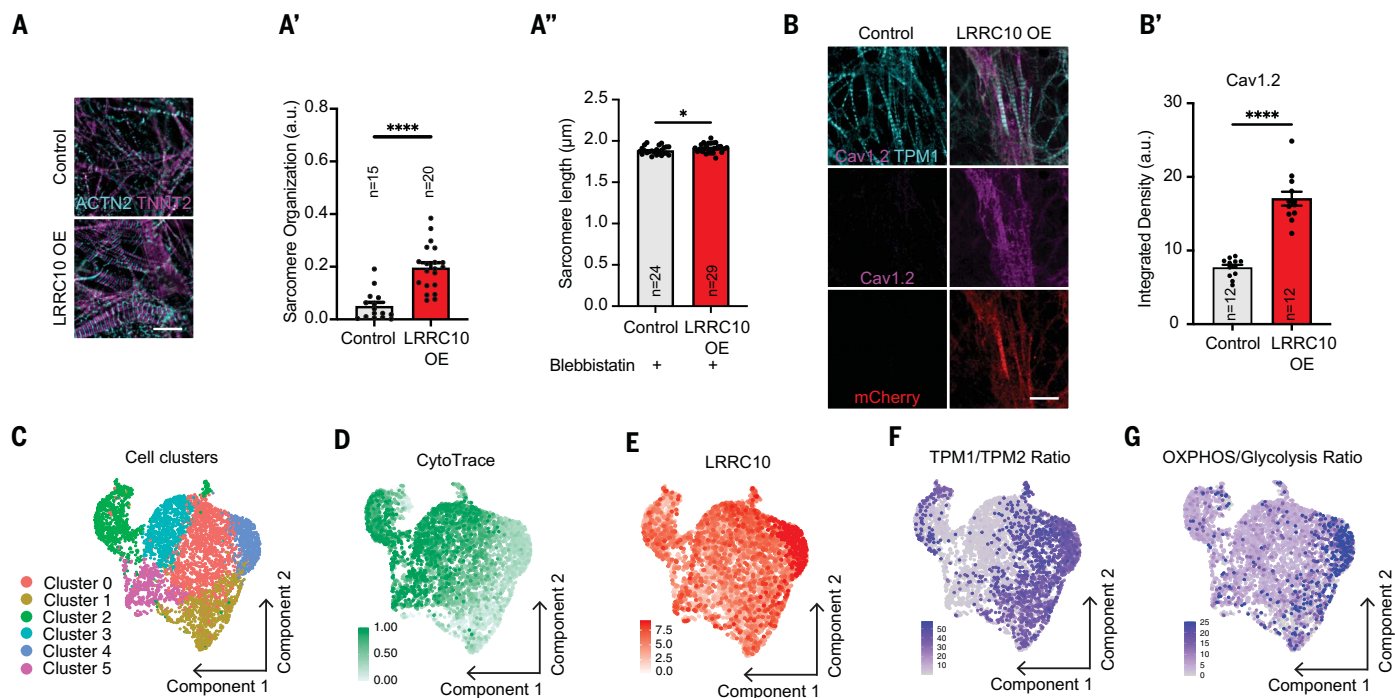 A
Control
ACTN2 TNNT2
LRRC10 OE
A'
Sarcomere Organization (a.u.)
0.8
0.6
0.4
0.2
0.0
****
n=15
n=20
Control
LRRC10
OE
A"
Sarcomere length (μm)
2.5
2.0
1.5
1.0
0.5
0.0
*
n=24
n=29
Control
LRRC10
OE
Blebbistatin + +
B
Control
LRRC10 OE
Cav1.2 TPM1
Cav1.2
mCherry
B'
Cav1.2
Integrated Density (a.u.)
30
20
10
0
****
n=12
n=12
Control
LRRC10
OE
C
Cell clusters
Cluster 0
Cluster 1
Cluster 2
Cluster 3
Cluster 4
Cluster 5
Component 1
Component 2
D
CytoTrace
1.00
0.00
Component 1
Component 2
E
LRRC10
7.5
5.0
2.5
0.0
Component 1
Component 2
F
TPM1/TPM2 Ratio
50
40
30
20
10
Component 1
Component 2
G
OXPHOS/Glycolysis Ratio
25
20
15
10
5
0
Component 1
Component 2